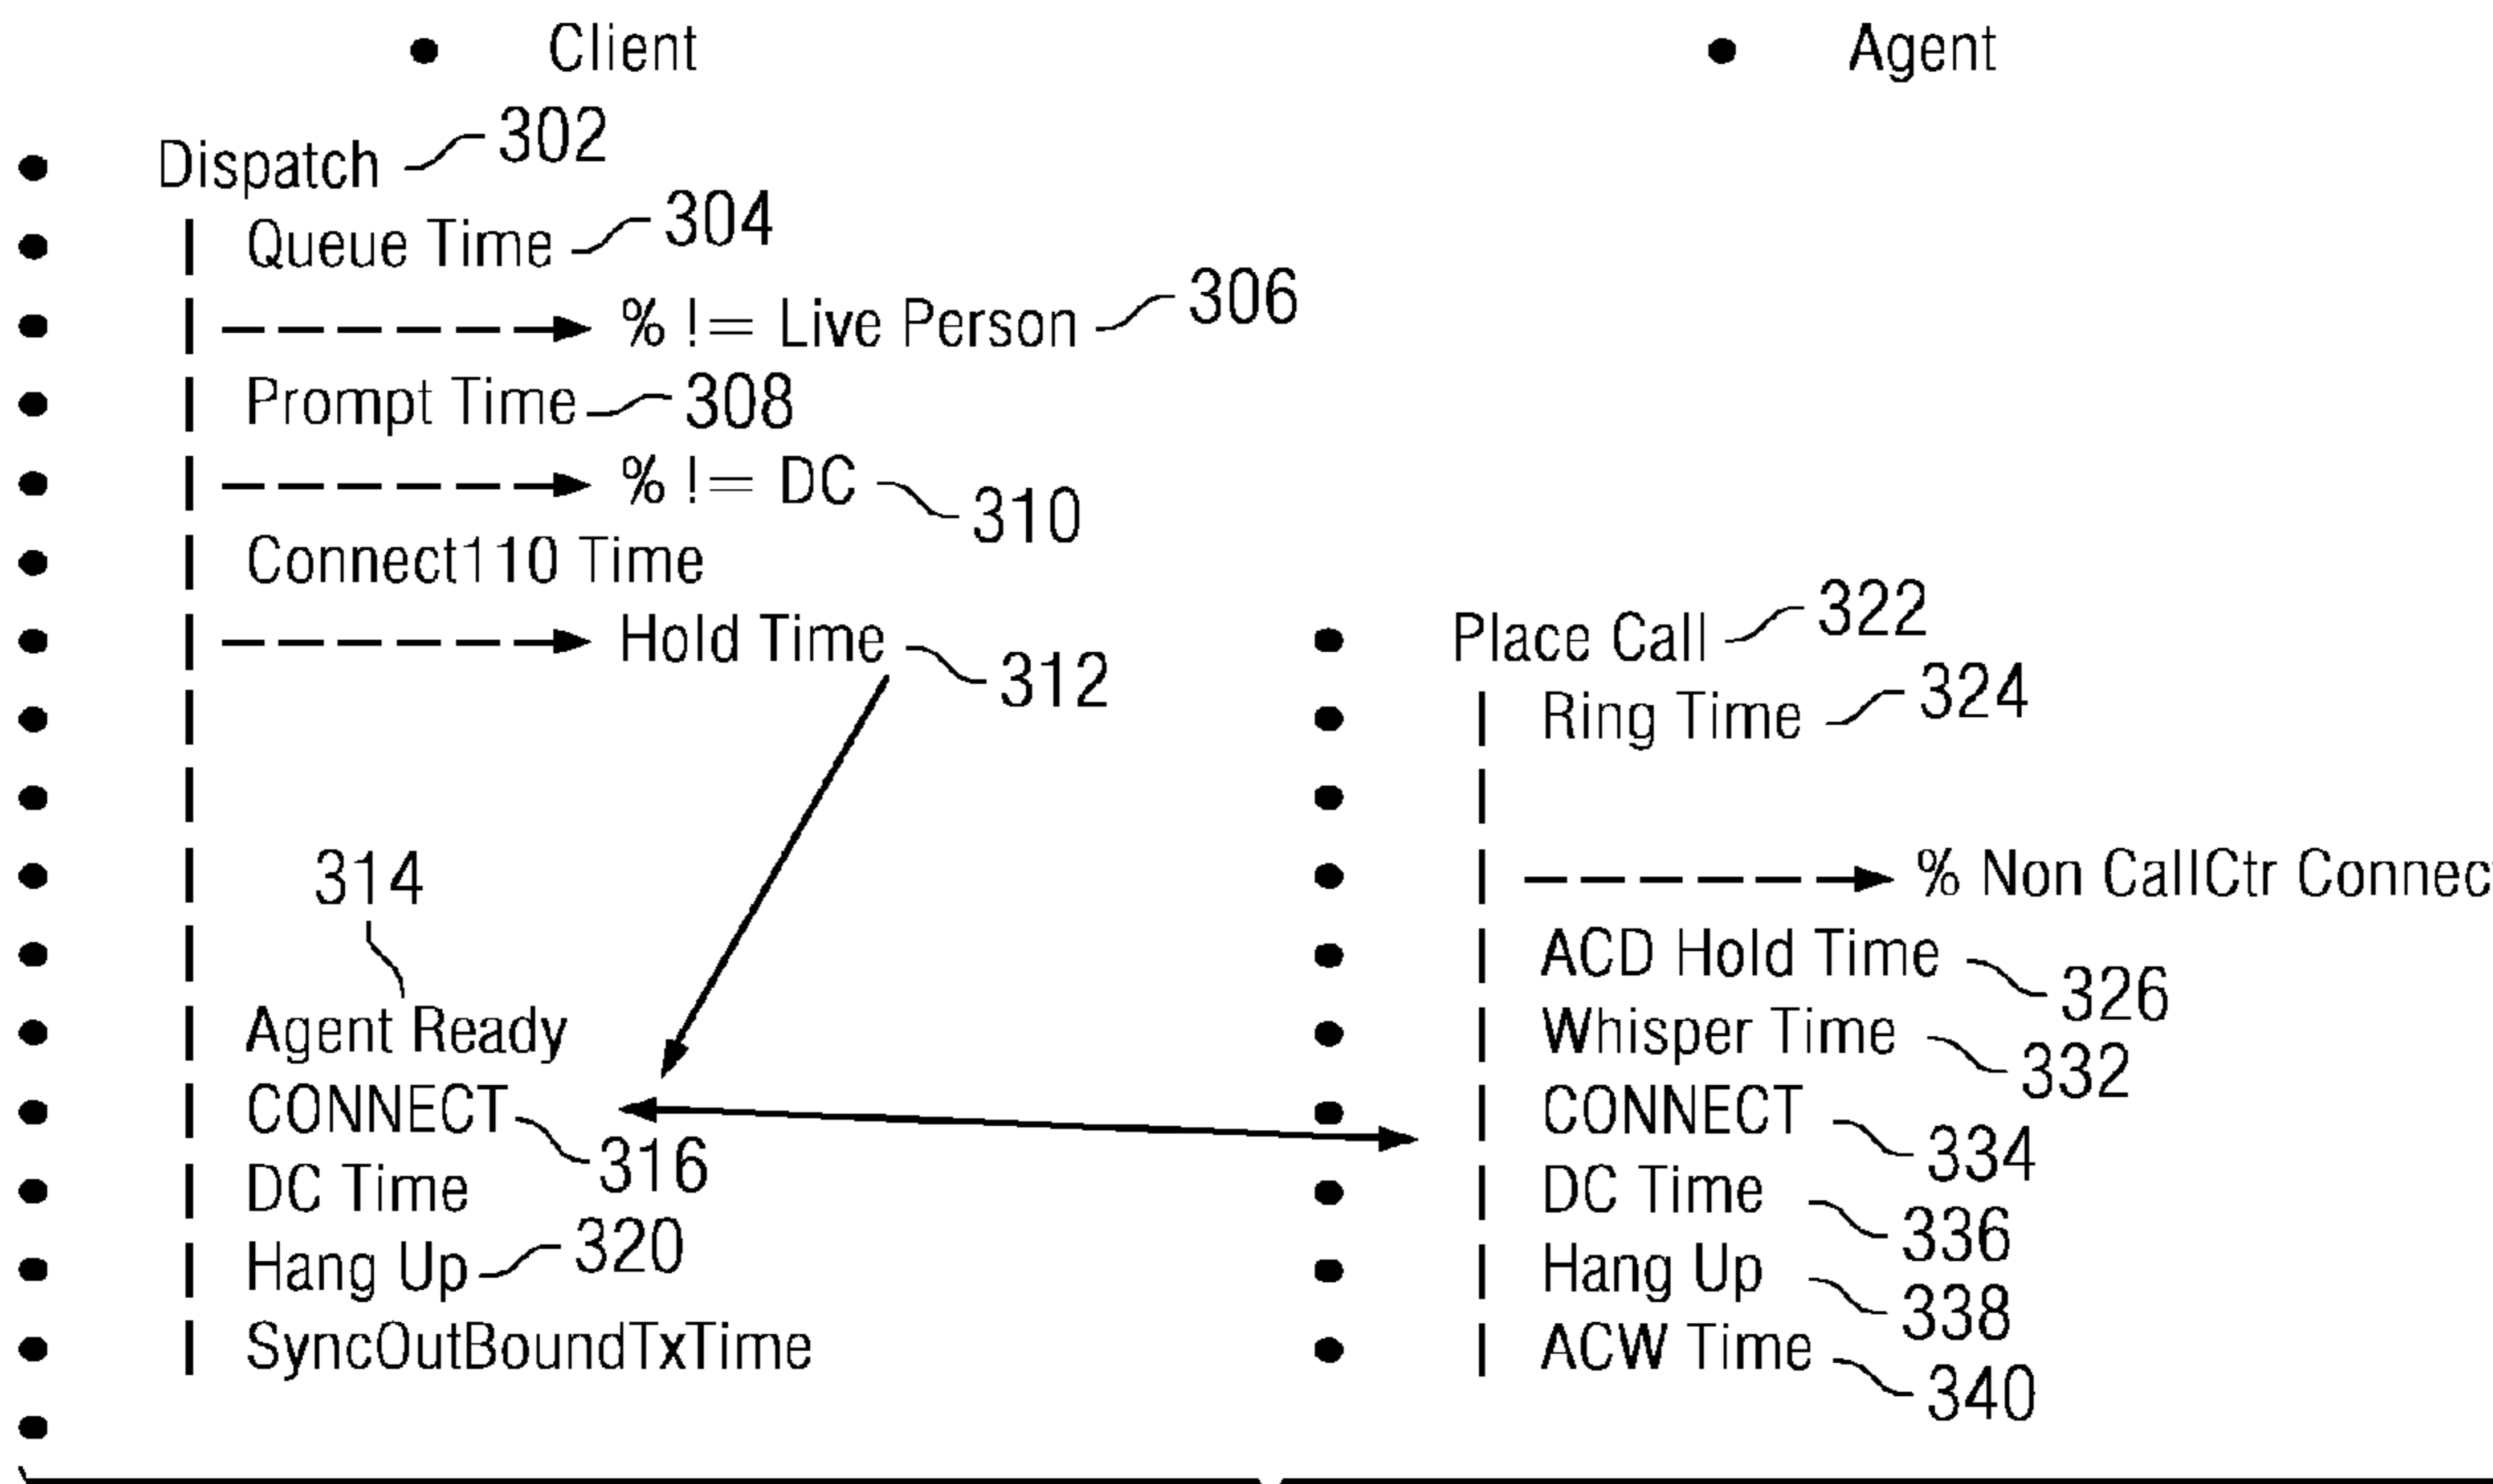 • Client
• Agent
• Dispatch 302
• | Queue Time 304
• | % != Live Person 306
• | Prompt Time 308
• | % != DC 310
• | Connect110 Time
• | Hold Time 312
• Place Call 322
• | Ring Time 324
• | % Non CallCtr
314
• | Agent Ready
• | CONNECT 316
• | DC Time
• | Hang Up 320
• | SyncOutBoundTxTime
• | ACD Hold Time 326
• | Whisper Time 332
• | CONNECT 334
• | DC Time 336
• | Hang Up 338
• | ACW Time 340